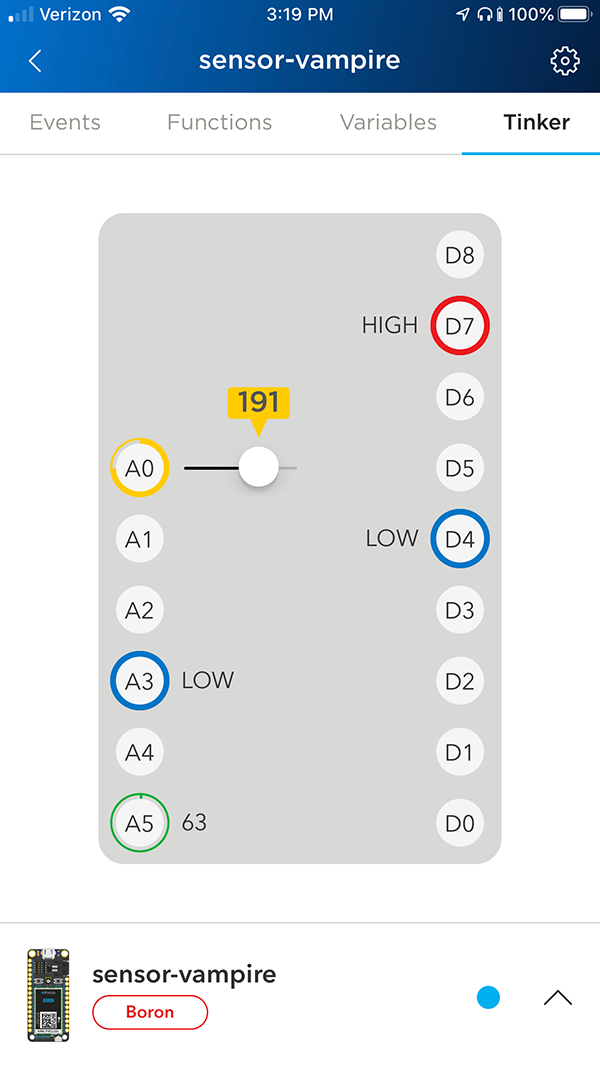 Verizon 3:19 PM 100%
sensor-vampire
Events Functions Variables Tinker
D8
HIGH D7
191
D6
A0 D5
A1 LOW D4
A2 D3
A3 LOW D2
A4 D1
A5 63 D0
sensor-vampire
Boron